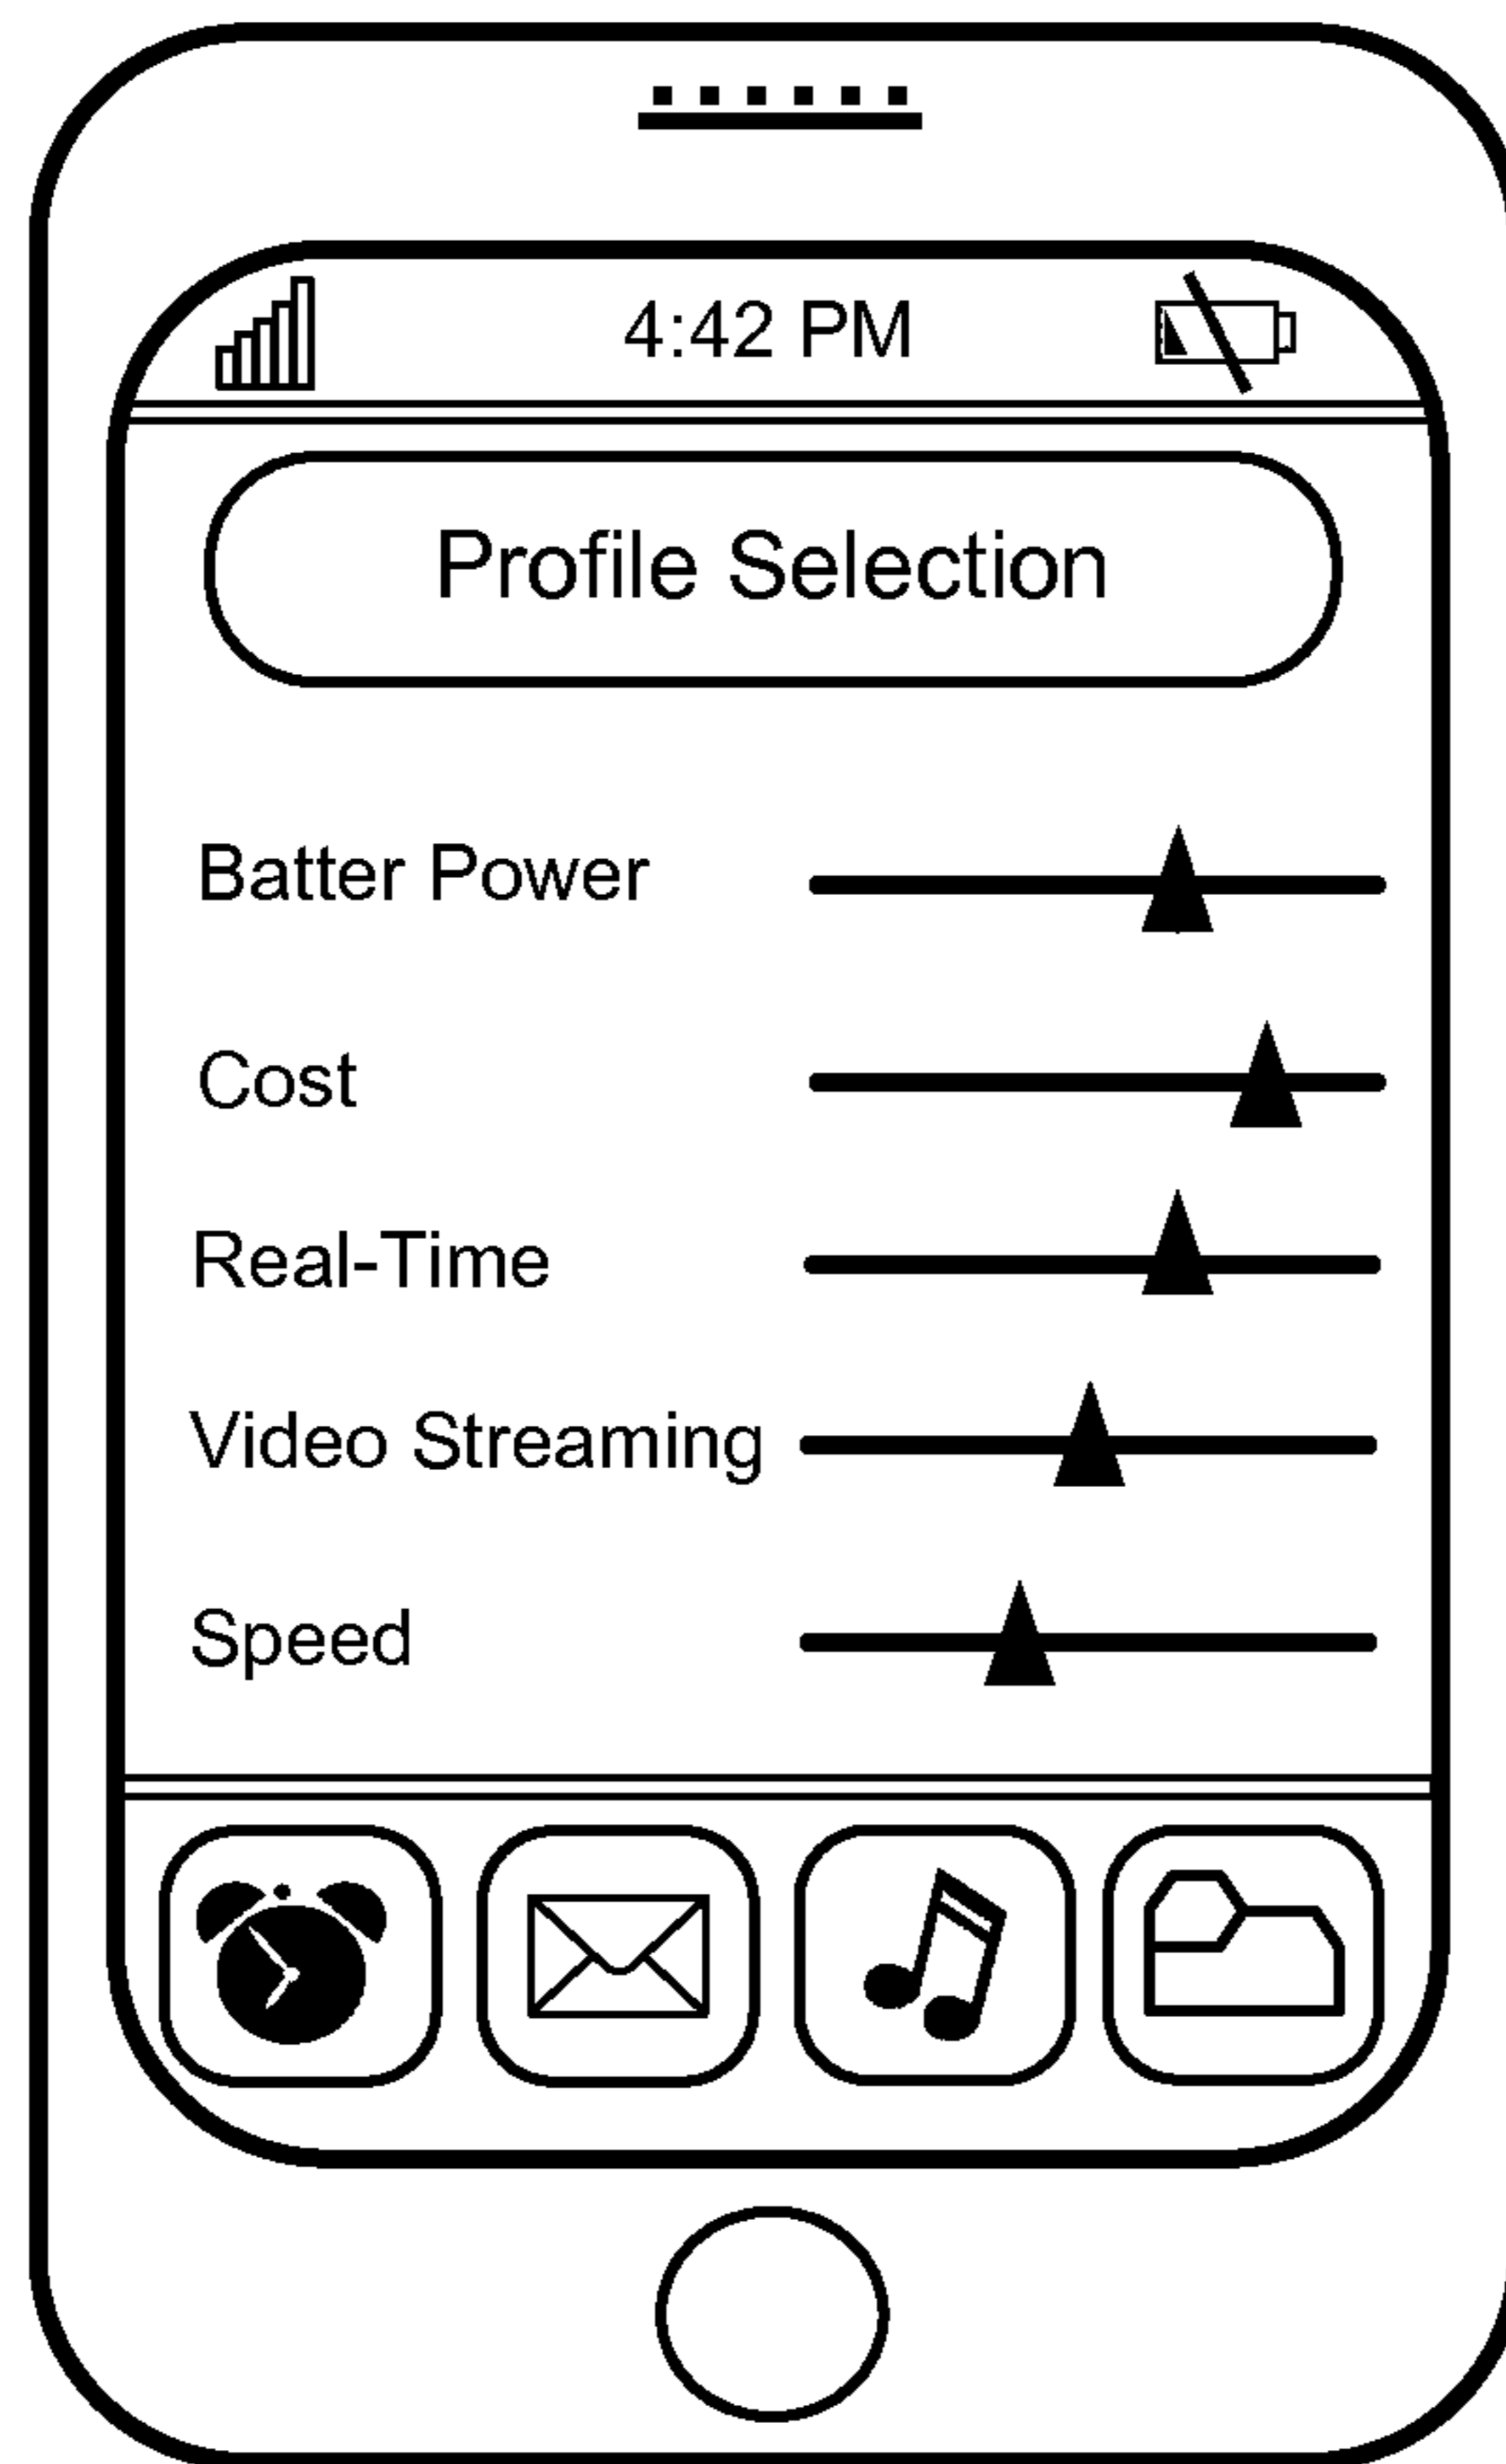 4:42 PM
Profile Selection
Batter Power
Cost
Real-Time
Video Streaming
Speed